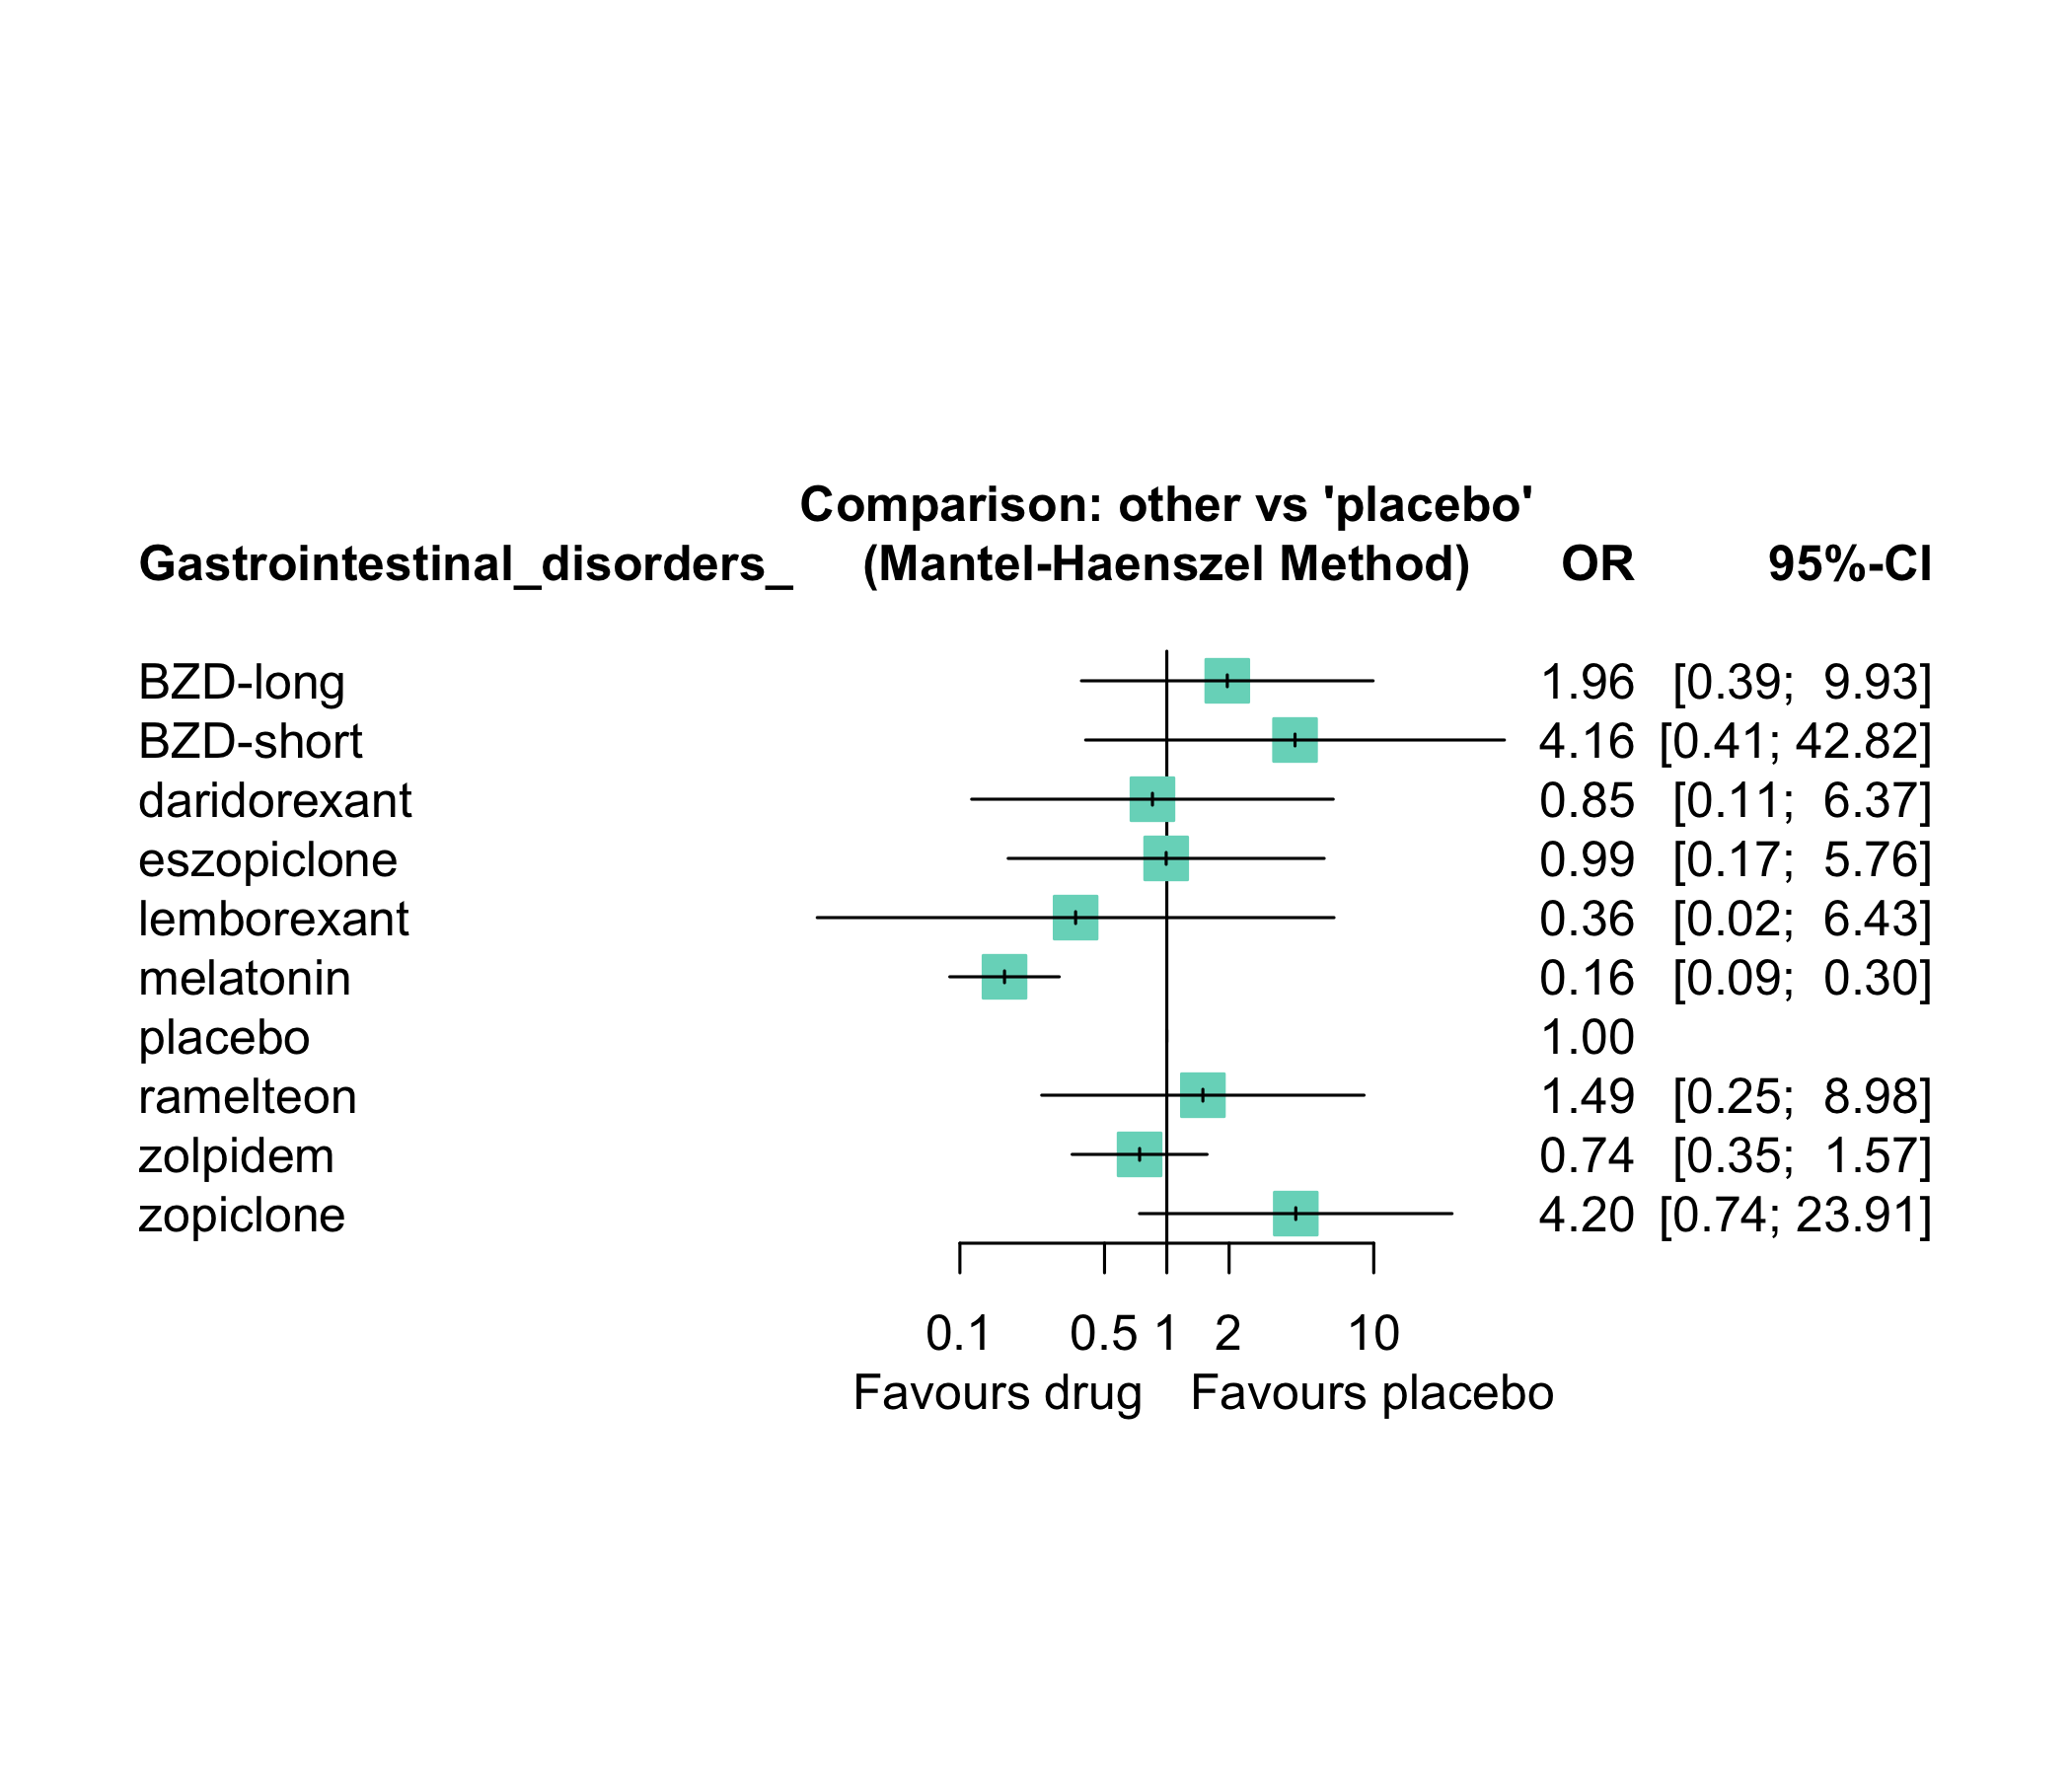 Comparison: other vs 'placebo'
Gastrointestinal_disorders_ (Mantel-Haenszel Method) OR 95%-CI
BZD-long 1.96 [0.39; 9.93]
BZD-short 4.16 [0.41; 42.82]
daridorexant 0.85 [0.11; 6.37]
eszopiclone 0.99 [0.17; 5.76]
lemborexant 0.36 [0.02; 6.43]
melatonin 0.16 [0.09; 0.30]
placebo 1.00
ramelteon 1.49 [0.25; 8.98]
zolpidem 0.74 [0.35; 1.57]
zopiclone 4.20 [0.74; 23.91]
0.1 0.5 1 2 10
Favours drug Favours placebo